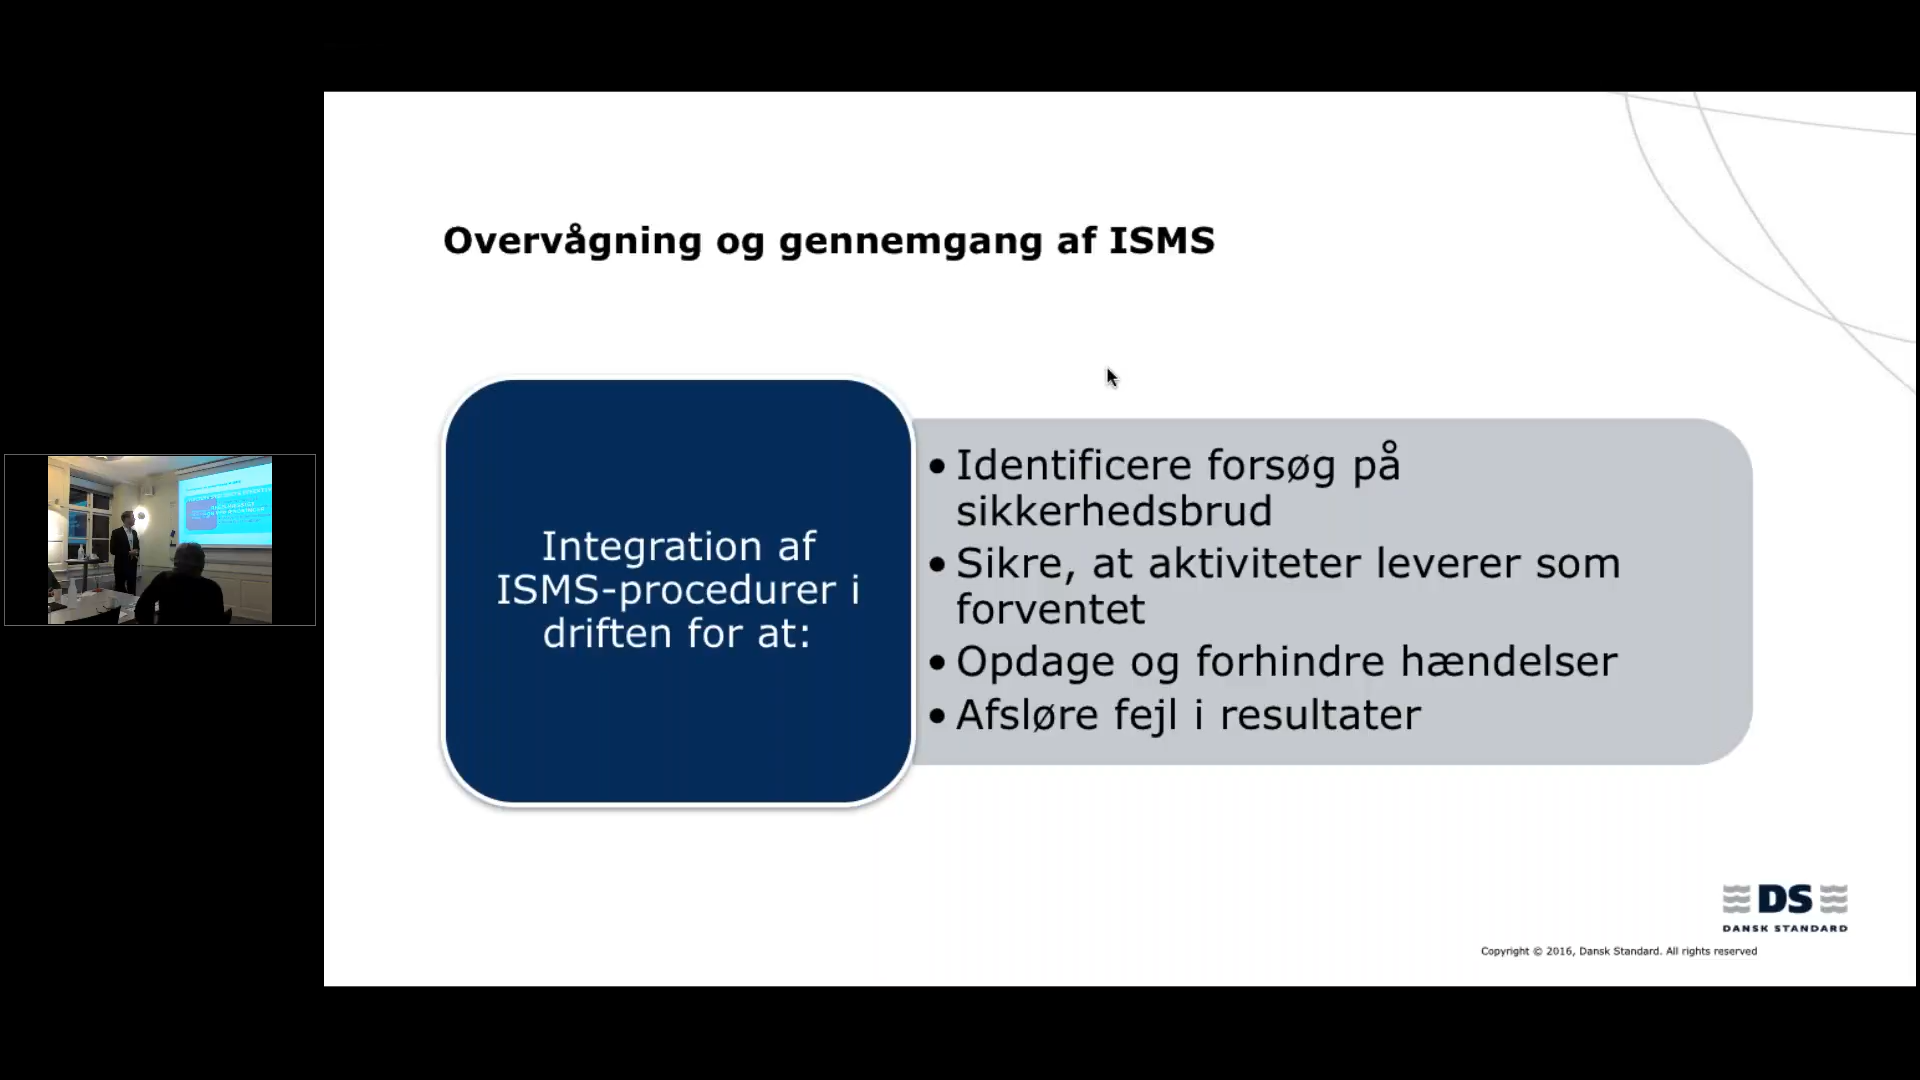 Overvågning og gennemgang af ISMS
Integration af
ISMS-procedurer i
driften for at:
• Identificere forsøg på
sikkerhedsbrud
• Sikre, at aktiviteter leverer som
forventet
• Opdage og forhindre hændelser
• Afsløre fejl i resultater
DS
DANSK STANDARD
Copyright © 2016, Dansk Standard. All rights reserved